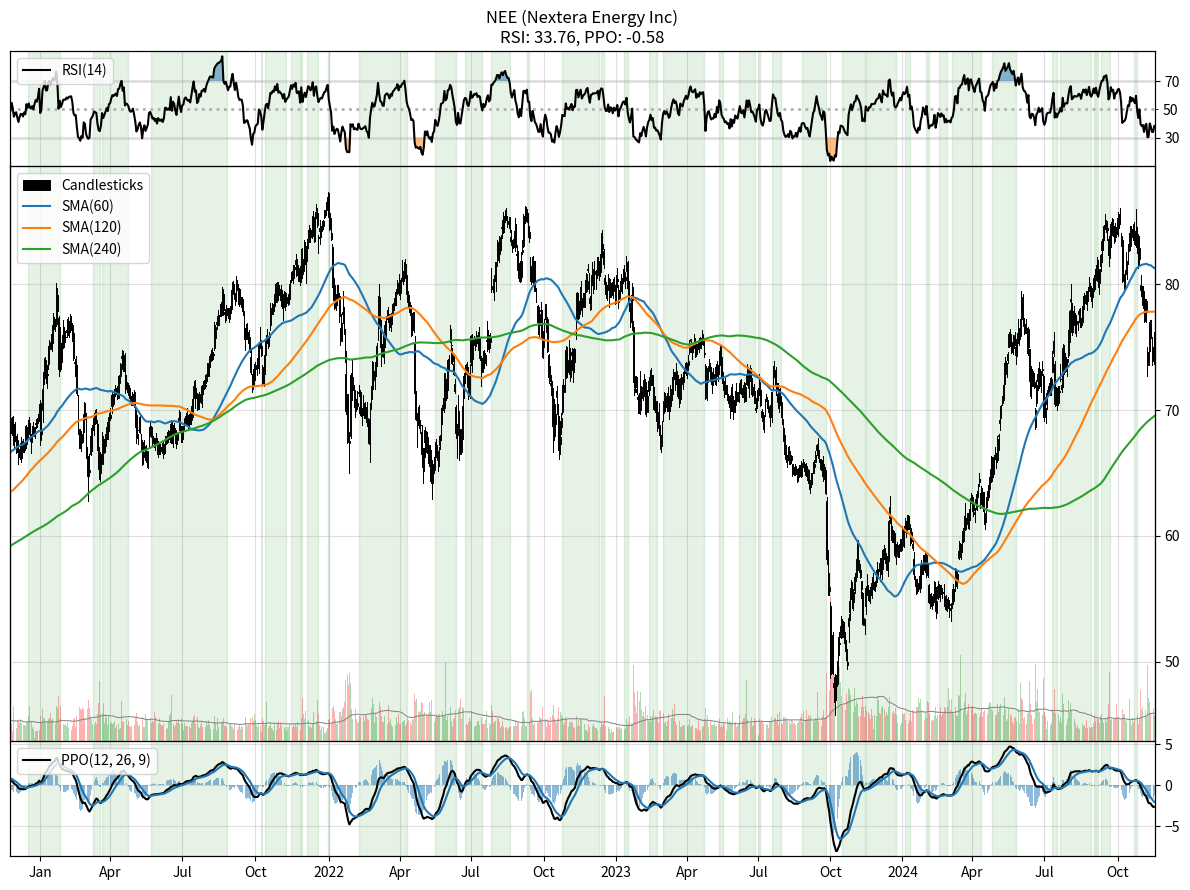 NEE (Nextera Energy Inc)
RSI: 33.76, PPO: -0.58
RSI(14)
70
50
30
Candlesticks
SMA(60)
SMA(120)
SMA(240)
80
70
60
50
PPO(12, 26, 9)
5
0
−5
Jan Apr Jul Oct 2022 Apr Jul Oct 2023 Apr Jul Oct 2024 Apr Jul Oct